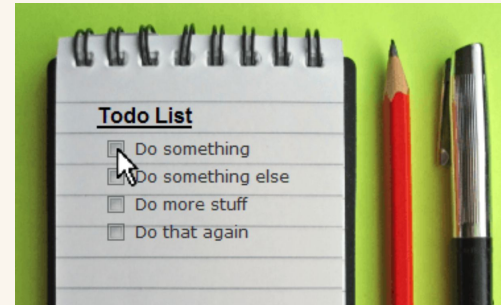 Todo List
Do something
Do something else
Do more stuff
Do that again